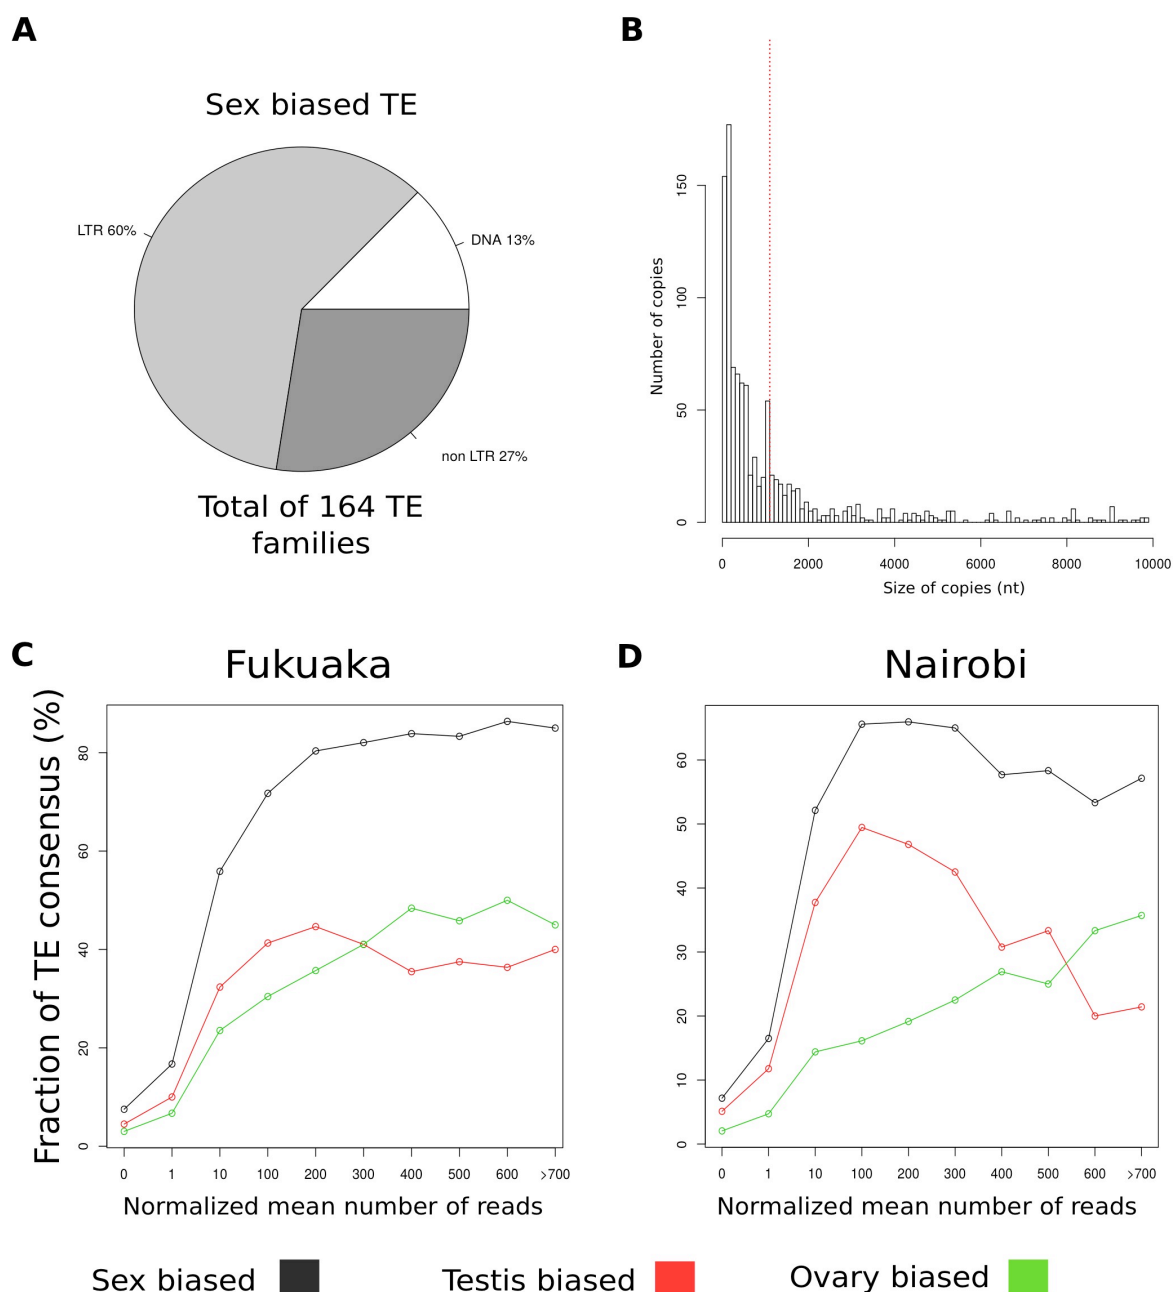 A
Sex biased TE
LTR 60%
DNA 13%
non LTR 27%
Total of 164 TE
families
B
Number of copies
0
50
100
150
0 2000 4000 6000 8000 10000
Size of copies (nt)
C
Fukuaka
Fraction of TE consensus (%)
0
20
40
60
80
0 1 10 100 200 300 400 500 600 >700
Normalized mean number of reads
D
Nairobi
0
10
20
30
40
50
60
0 1 10 100 200 300 400 500 600 >700
Normalized mean number of reads
Sex biased
Testis biased
Ovary biased